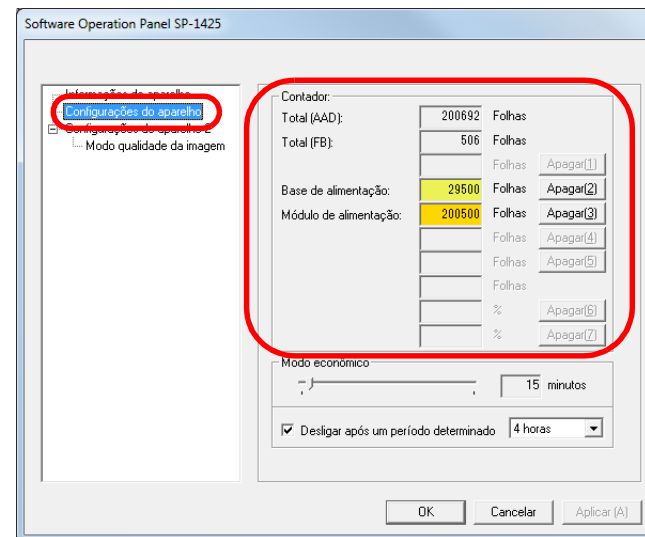 Software Operation Panel SP-1425
Informações do aparelho
Configurações do aparelho
Configurações do aparelho 2
Modo qualidade da imagem
Contador:
Total (AAD): 200692 Folhas
Total (FB): 506 Folhas
Folhas Apagar(1)
Base de alimentação: 29500 Folhas Apagar(2)
Módulo de alimentação: 200500 Folhas Apagar(3)
Folhas Apagar(4)
Folhas Apagar(5)
Folhas
% Apagar(6)
% Apagar(7)
Modo econômico
15 minutos
Desligar após um período determinado 4 horas
OK Cancelar Aplicar (A)